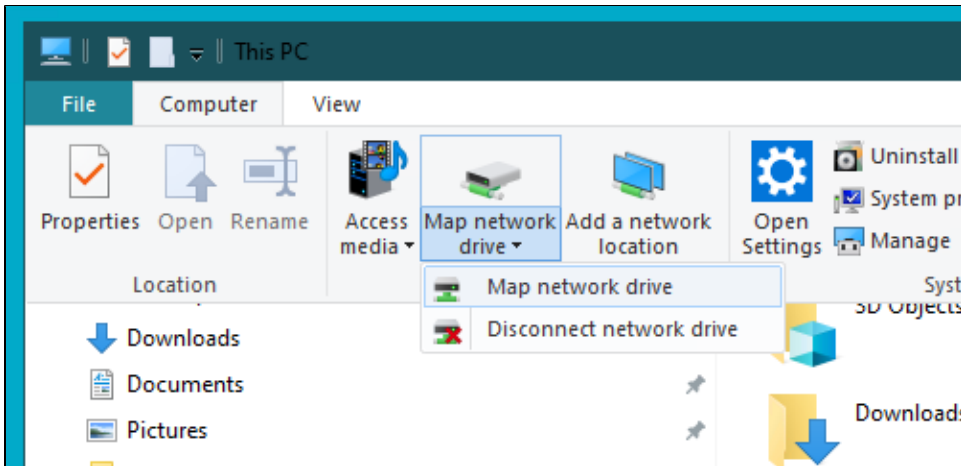 This PC
File Computer View
Properties Open Rename Access media Map network drive Add a network location Open Settings Uninstall
System pr
Manage
Location Syst
Map network drive
Disconnect network drive
3D Objects
Downloads
Documents
Pictures
Downloads